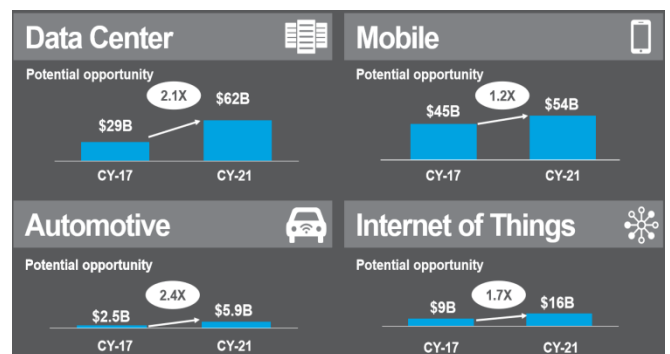 Data Center
Potential opportunity
2.1X
$62B
$29B
CY-17 CY-21
Mobile
Potential opportunity
1.2X
$54B
$45B
CY-17 CY-21
Automotive
Potential opportunity
2.4X
$5.9B
$2.5B
CY-17 CY-21
Internet of Things
Potential opportunity
1.7X
$16B
$9B
CY-17 CY-21